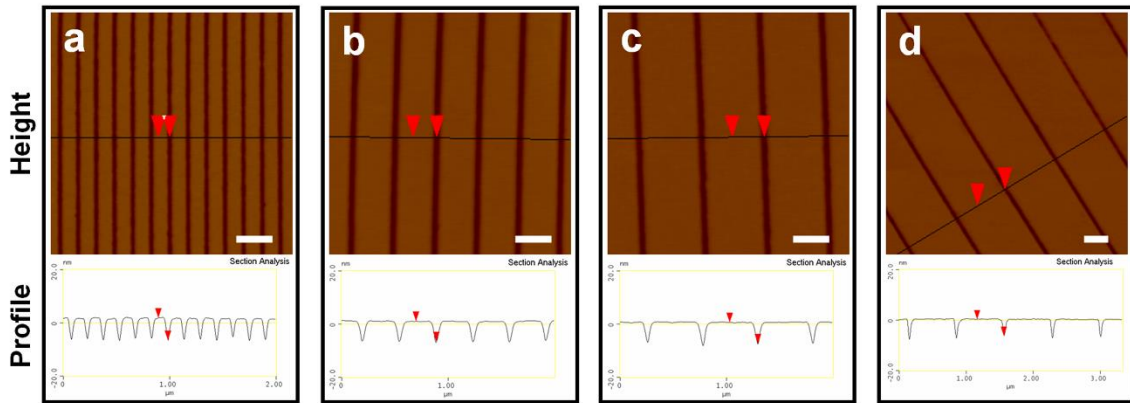 a
b
c
d
Height
Profile
nm
Section Analysis
20.0
0
-20.0
0
1.00
2.00
µm
nm
Section Analysis
20.0
0
-20.0
0
1.00
µm
nm
Section Analysis
20.0
0
-20.0
0
1.00
µm
nm
Section Analysis
20.0
0
-20.0
0
1.00
2.00
3.00
µm